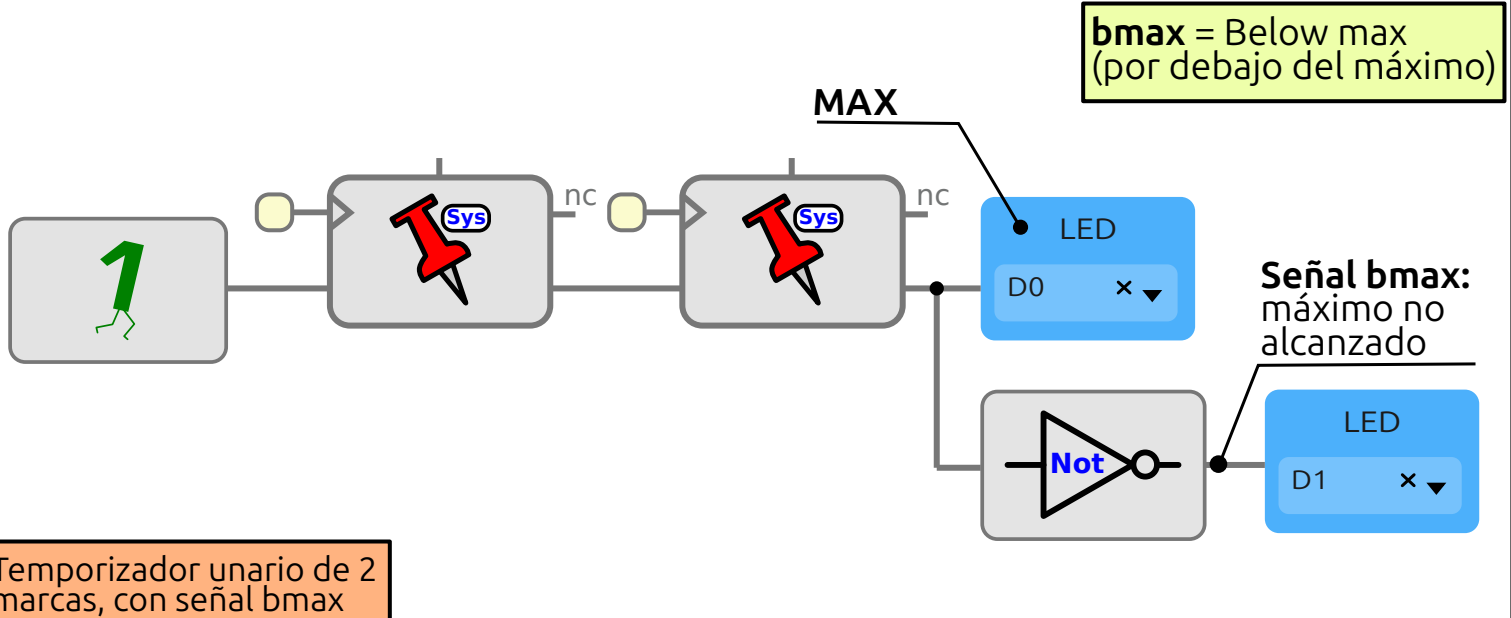 bmax = Below max
(por debajo del máximo)
MAX
nc
nc
Sys
Sys
1
LED
D0
Señal bmax:
máximo no
alcanzado
Not
LED
D1
Temporizador unario de 2
marcas, con señal bmax